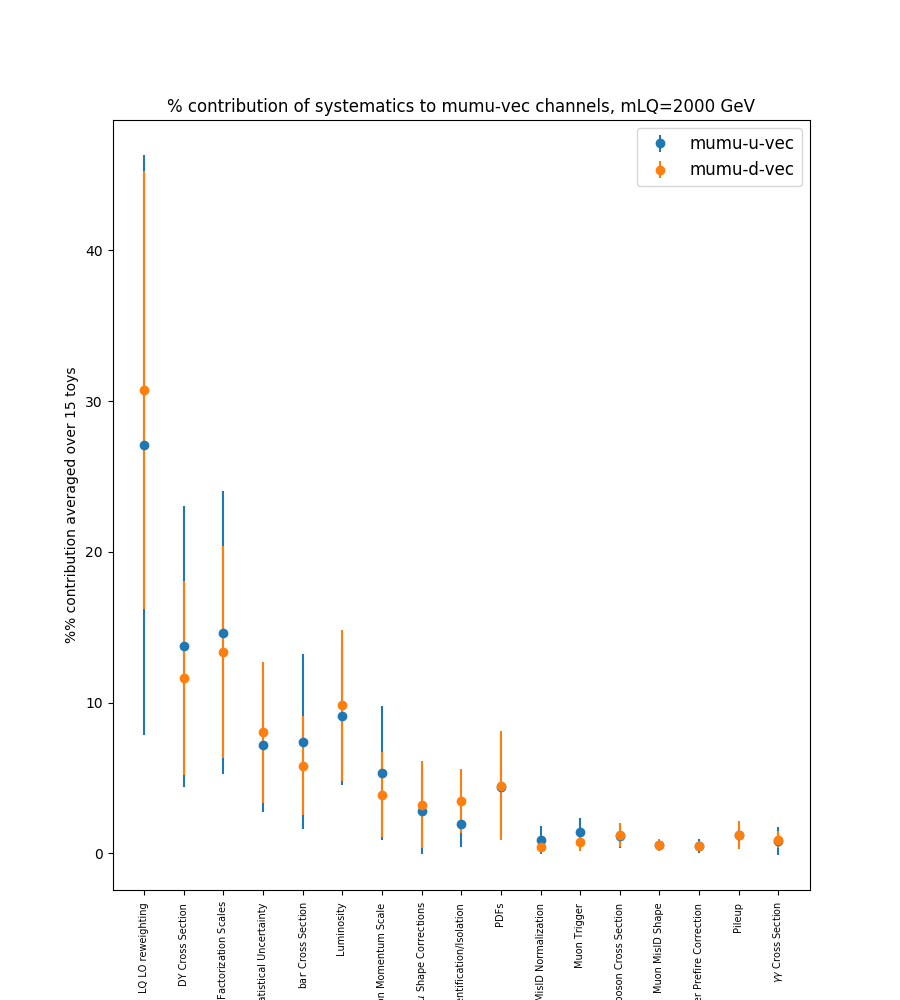 % contribution of systematics to mumu-vec channels, mLQ=2000 GeV
mumu-u-vec
mumu-d-vec
%% contribution averaged over 15 toys
40
30
20
10
0
LQ LO reweighting
DY Cross Section
Factorization Scales
atistical Uncertainty
bar Cross Section
Luminosity
on Momentum Scale
u Shape Corrections
entification/Isolation
PDFs
MisID Normalization
Muon Trigger
boson Cross Section
Muon MisID Shape
er Prefire Correction
Pileup
γγ Cross Section